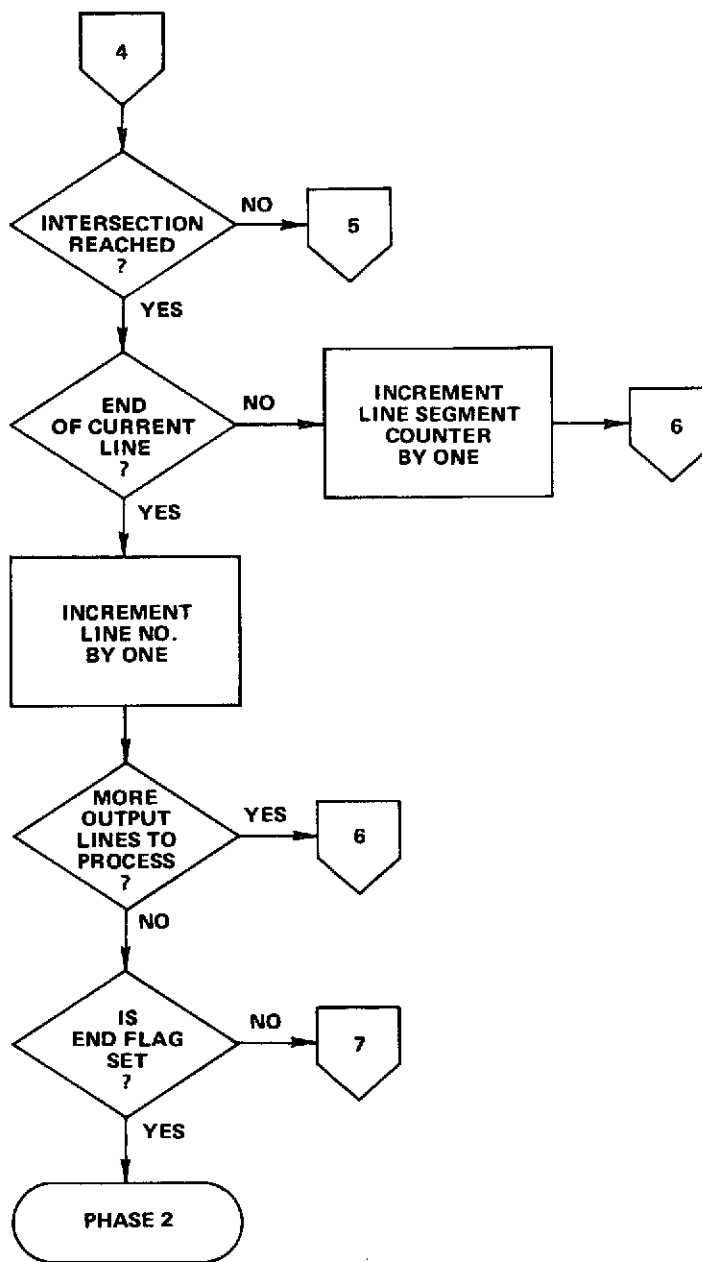 4
INTERSECTION
REACHED
?
NO
5
YES
END
OF CURRENT
LINE
?
NO
INCREMENT
LINE SEGMENT
COUNTER
BY ONE
6
YES
INCREMENT
LINE NO.
BY ONE
MORE
OUTPUT
LINES TO
PROCESS
?
YES
6
NO
IS
END FLAG
SET
?
NO
7
YES
PHASE 2